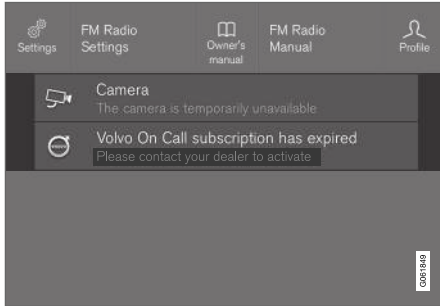 Settings
FM Radio
Settings
Owner's
manual
FM Radio
Manual
Profile
Camera
The camera is temporarily unavailable
Volvo On Call subscription has expired
Please contact your dealer to activate
G061849